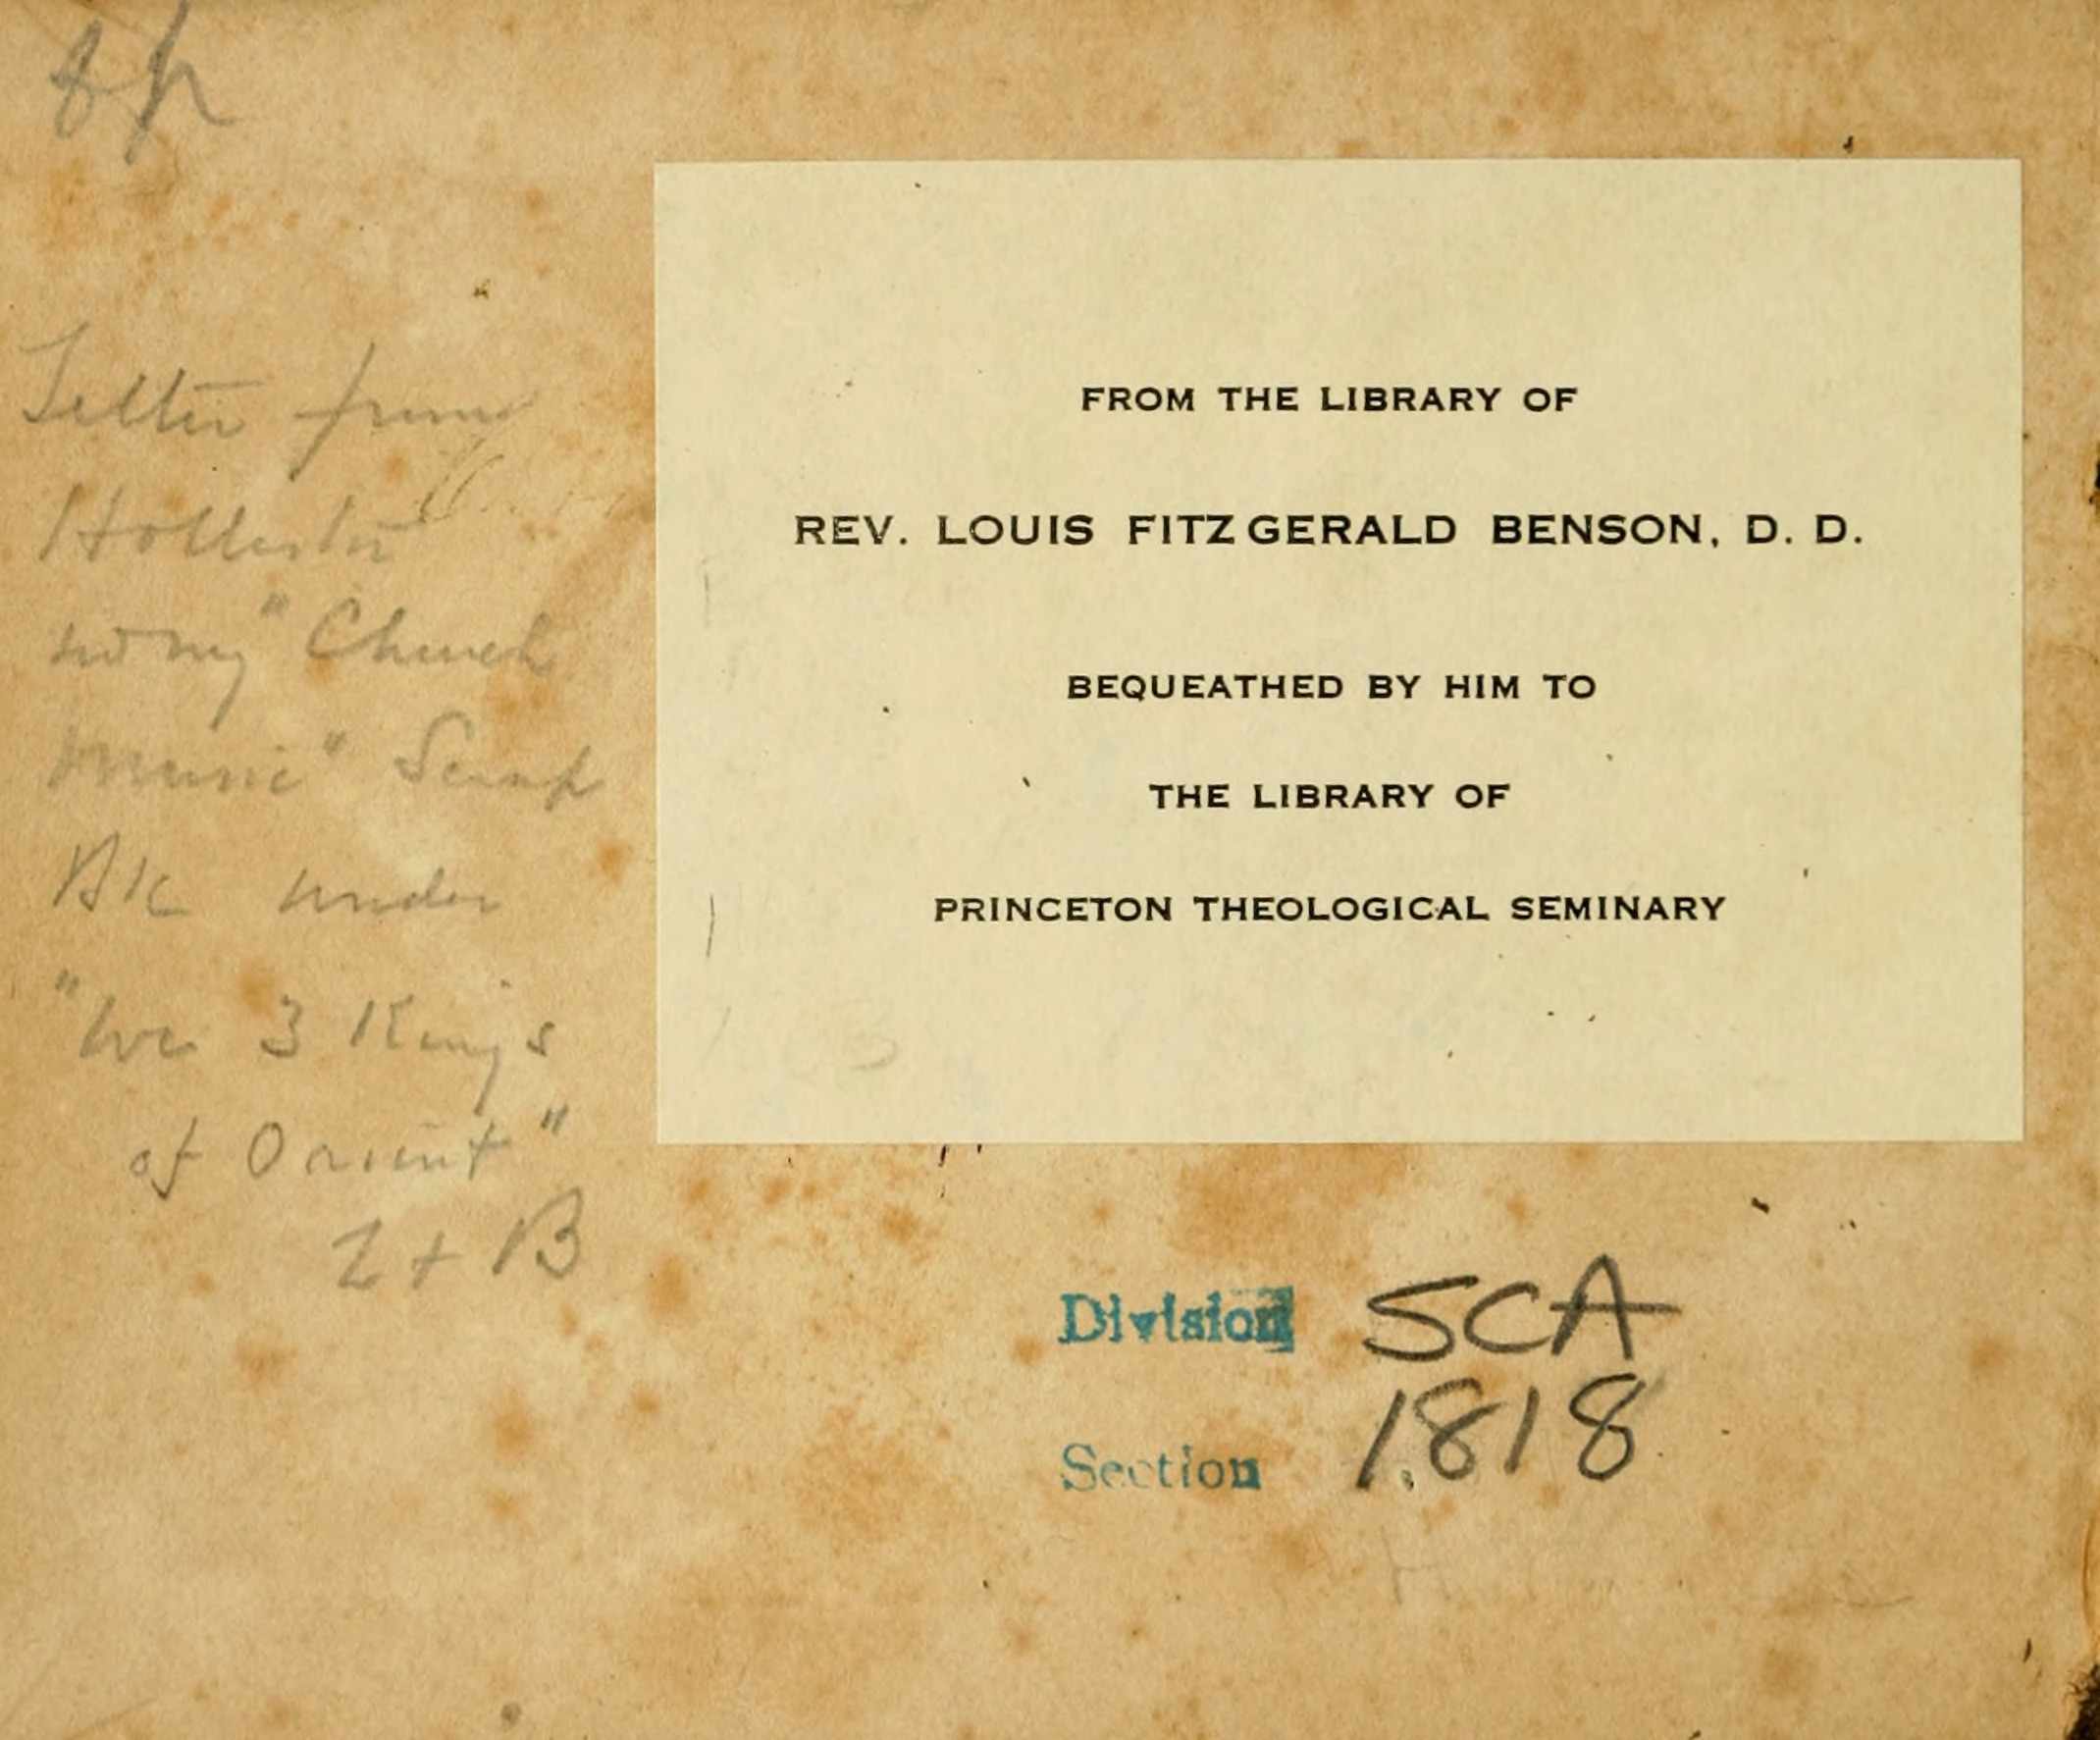 Letter from
Hollister
in my "Church
Music" Scrap
Bk under
"We 3 Kings
of Orient"
L + B
FROM THE LIBRARY OF
REV. LOUIS FITZGERALD BENSON, D. D.
BEQUEATHED BY HIM TO
THE LIBRARY OF
PRINCETON THEOLOGICAL SEMINARY
Division SCA
Section 1818